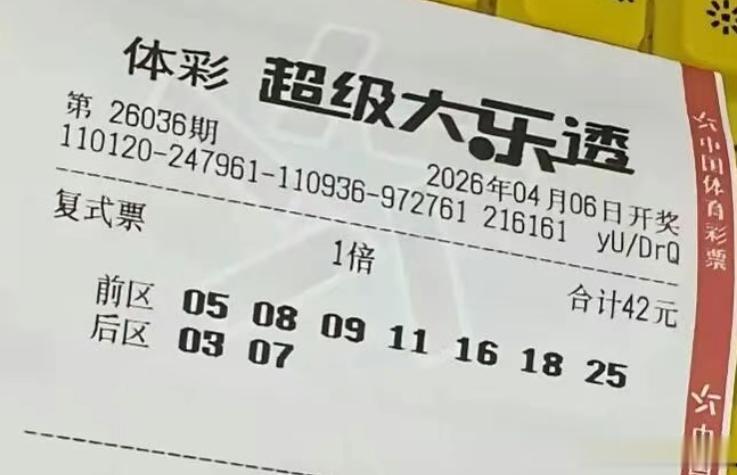 体彩 超级大乐透
第 26036期 2026年04月06日开奖
110120-247961-110936-972761 216161 yU/DrQ
复式票 1倍 合计42元
前区 05 08 09 11 16 18 25
后区 03 07
中国体育彩票